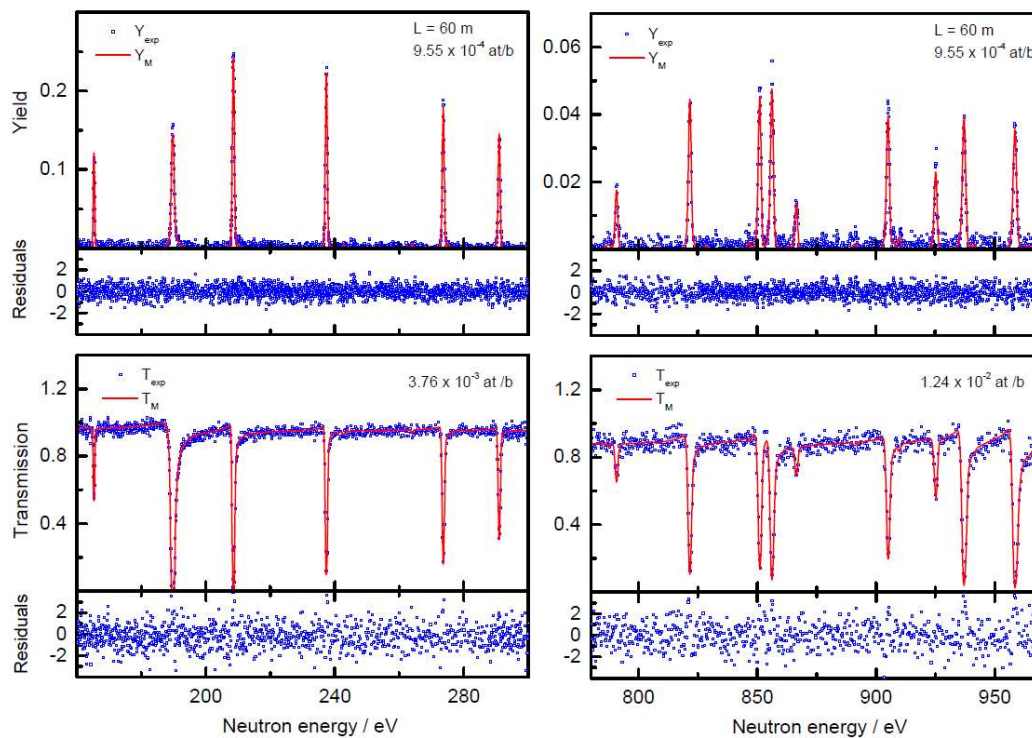 Y_exp
Y_M
L = 60 m
9.55 x 10⁻⁴ at/b
0.2
0.1
Yield
Y_exp
Y_M
L = 60 m
9.55 x 10⁻⁴ at/b
0.06
0.04
0.02
2
0
-2
Residuals
2
0
-2
T_exp
T_M
3.76 x 10⁻³ at /b
1.2
0.8
0.4
Transmission
T_exp
T_M
1.24 x 10⁻² at /b
1.2
0.8
0.4
2
0
-2
Residuals
2
0
-2
200 240 280
Neutron energy / eV
800 850 900 950
Neutron energy / eV